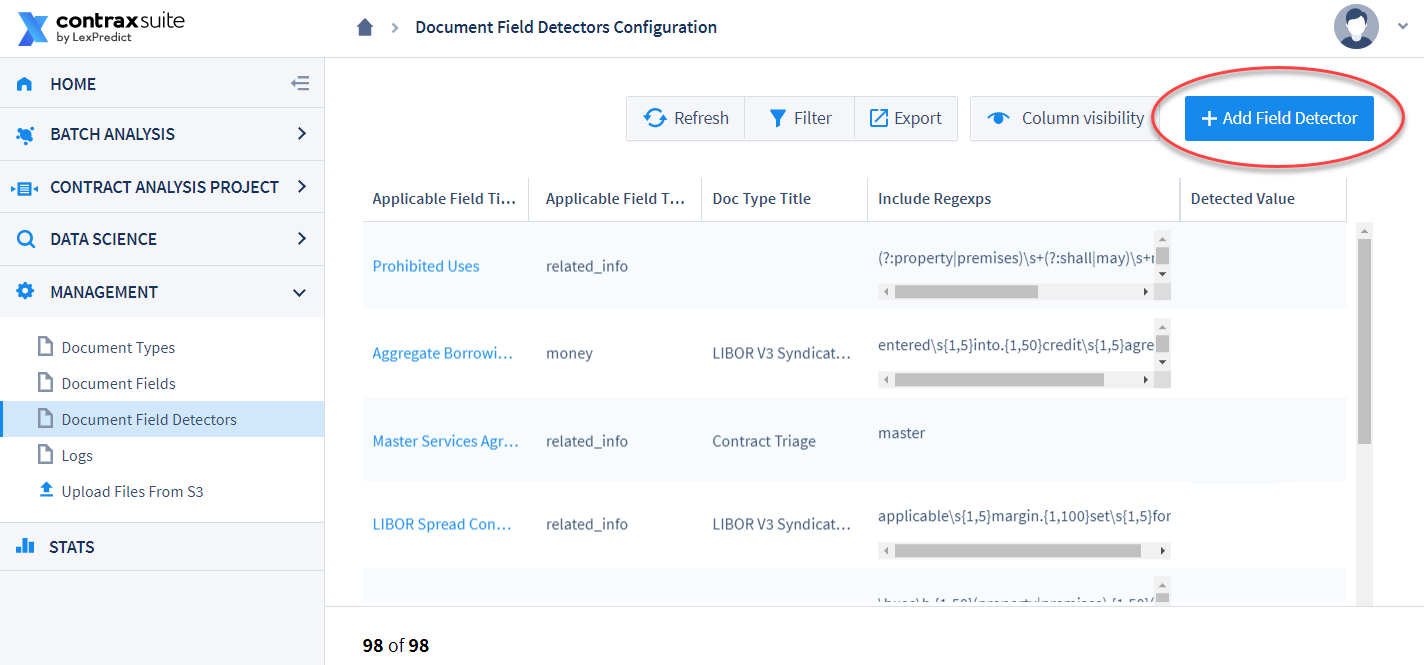 contraxsuite
by LexPredict
Document Field Detectors Configuration
HOME
BATCH ANALYSIS
CONTRACT ANALYSIS PROJECT
DATA SCIENCE
MANAGEMENT
Document Types
Document Fields
Document Field Detectors
Logs
Upload Files From S3
STATS
Refresh
Filter
Export
Column visibility
+ Add Field Detector
Applicable Field Ti... Applicable Field T... Doc Type Title Include Regexps Detected Value
Prohibited Uses related_info (?:property|premises)\s+(?:shall|may)\s+
Aggregate Borrowi... money LIBOR V3 Syndicat... entered\s{1,5}into.{1,50}credit\s{1,5}agre
Master Services Agr... related_info Contract Triage master
LIBOR Spread Con... related_info LIBOR V3 Syndicat... applicable\s{1,5}margin.{1,100}set\s{1,5}for
98 of 98